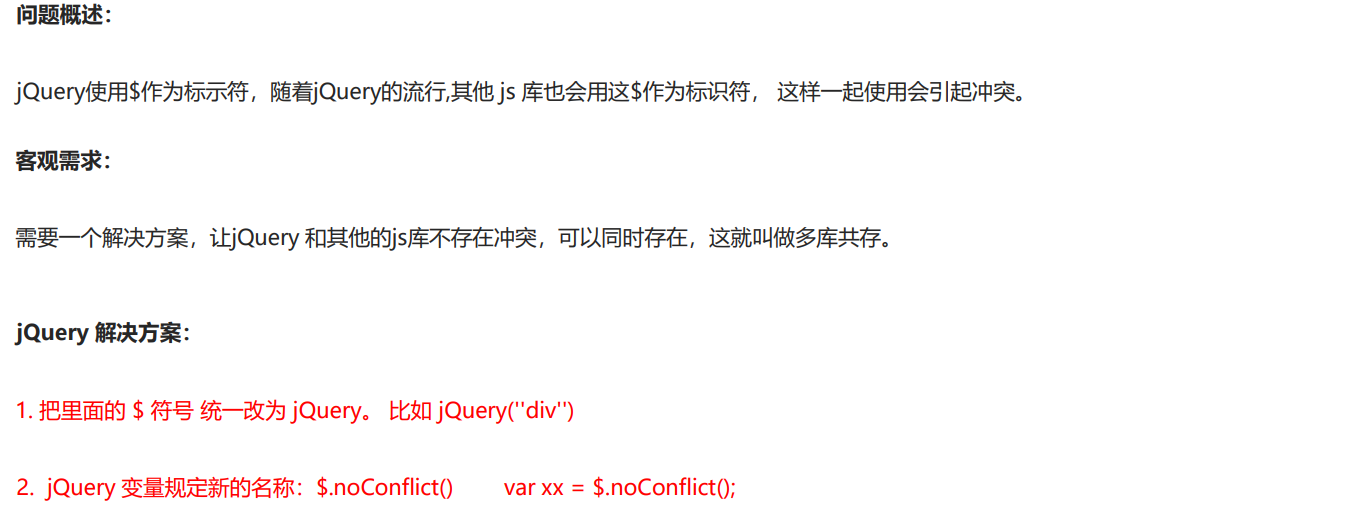 问题概述：
jQuery使用$作为标示符，随着jQuery的流行,其他 js 库也会用这$作为标识符， 这样一起使用会引起冲突。
客观需求：
需要一个解决方案，让jQuery 和其他的js库不存在冲突，可以同时存在，这就叫做多库共存。
jQuery 解决方案：
1. 把里面的 $ 符号 统一改为 jQuery。 比如 jQuery(''div'')
2. jQuery 变量规定新的名称：$.noConflict() var xx = $.noConflict();